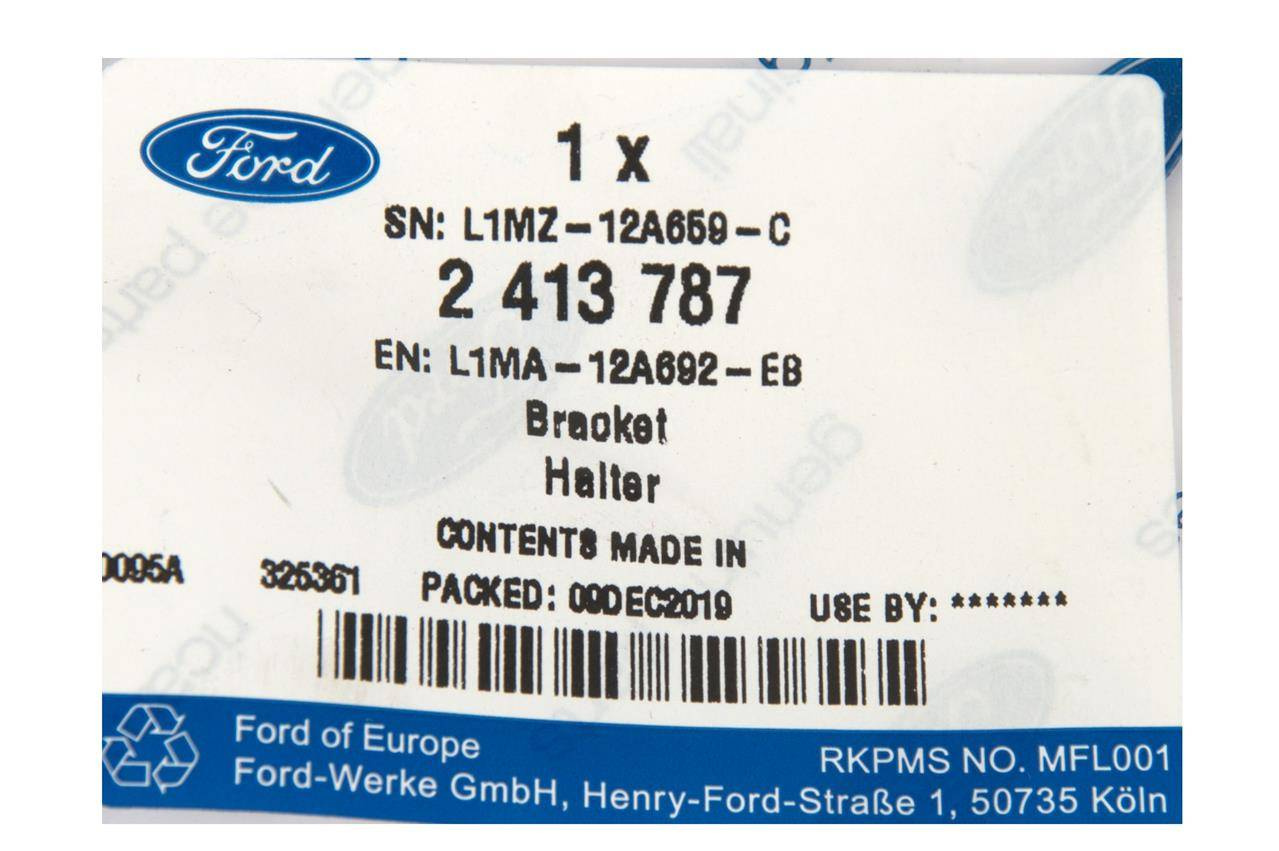 Ford
1 x
SN: L1MZ-12A659-C
2 413 787
EN: L1MA-12A692-EB
Bracket
Halter
CONTENTS MADE IN
0095A 325361 PACKED: 09DEC2019 USE BY: *******
Ford of Europe
RKPMS NO. MFL001
Ford-Werke GmbH, Henry-Ford-Straße 1, 50735 Köln